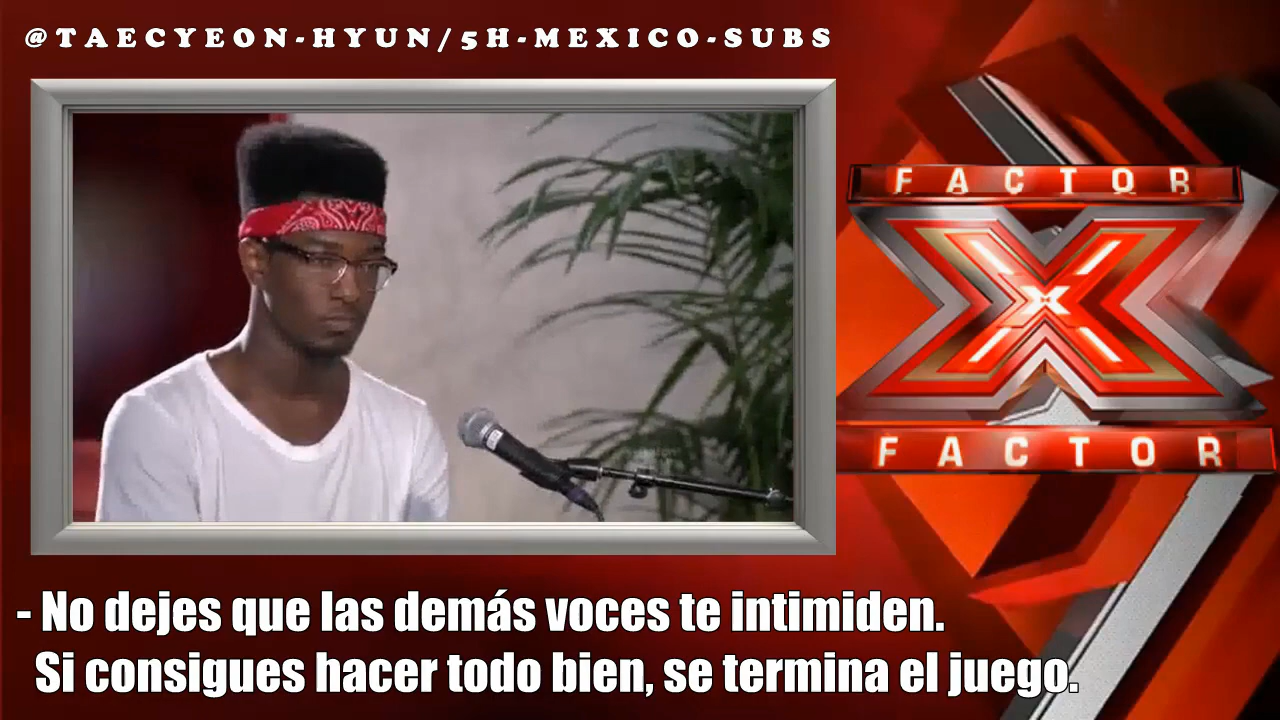 @TAECYEON-HYUN/5H-MEXICO-SUBS
FACTOR
X
FACTOR
- No dejes que las demás voces te intimiden.
Si consigues hacer todo bien, se termina el juego.